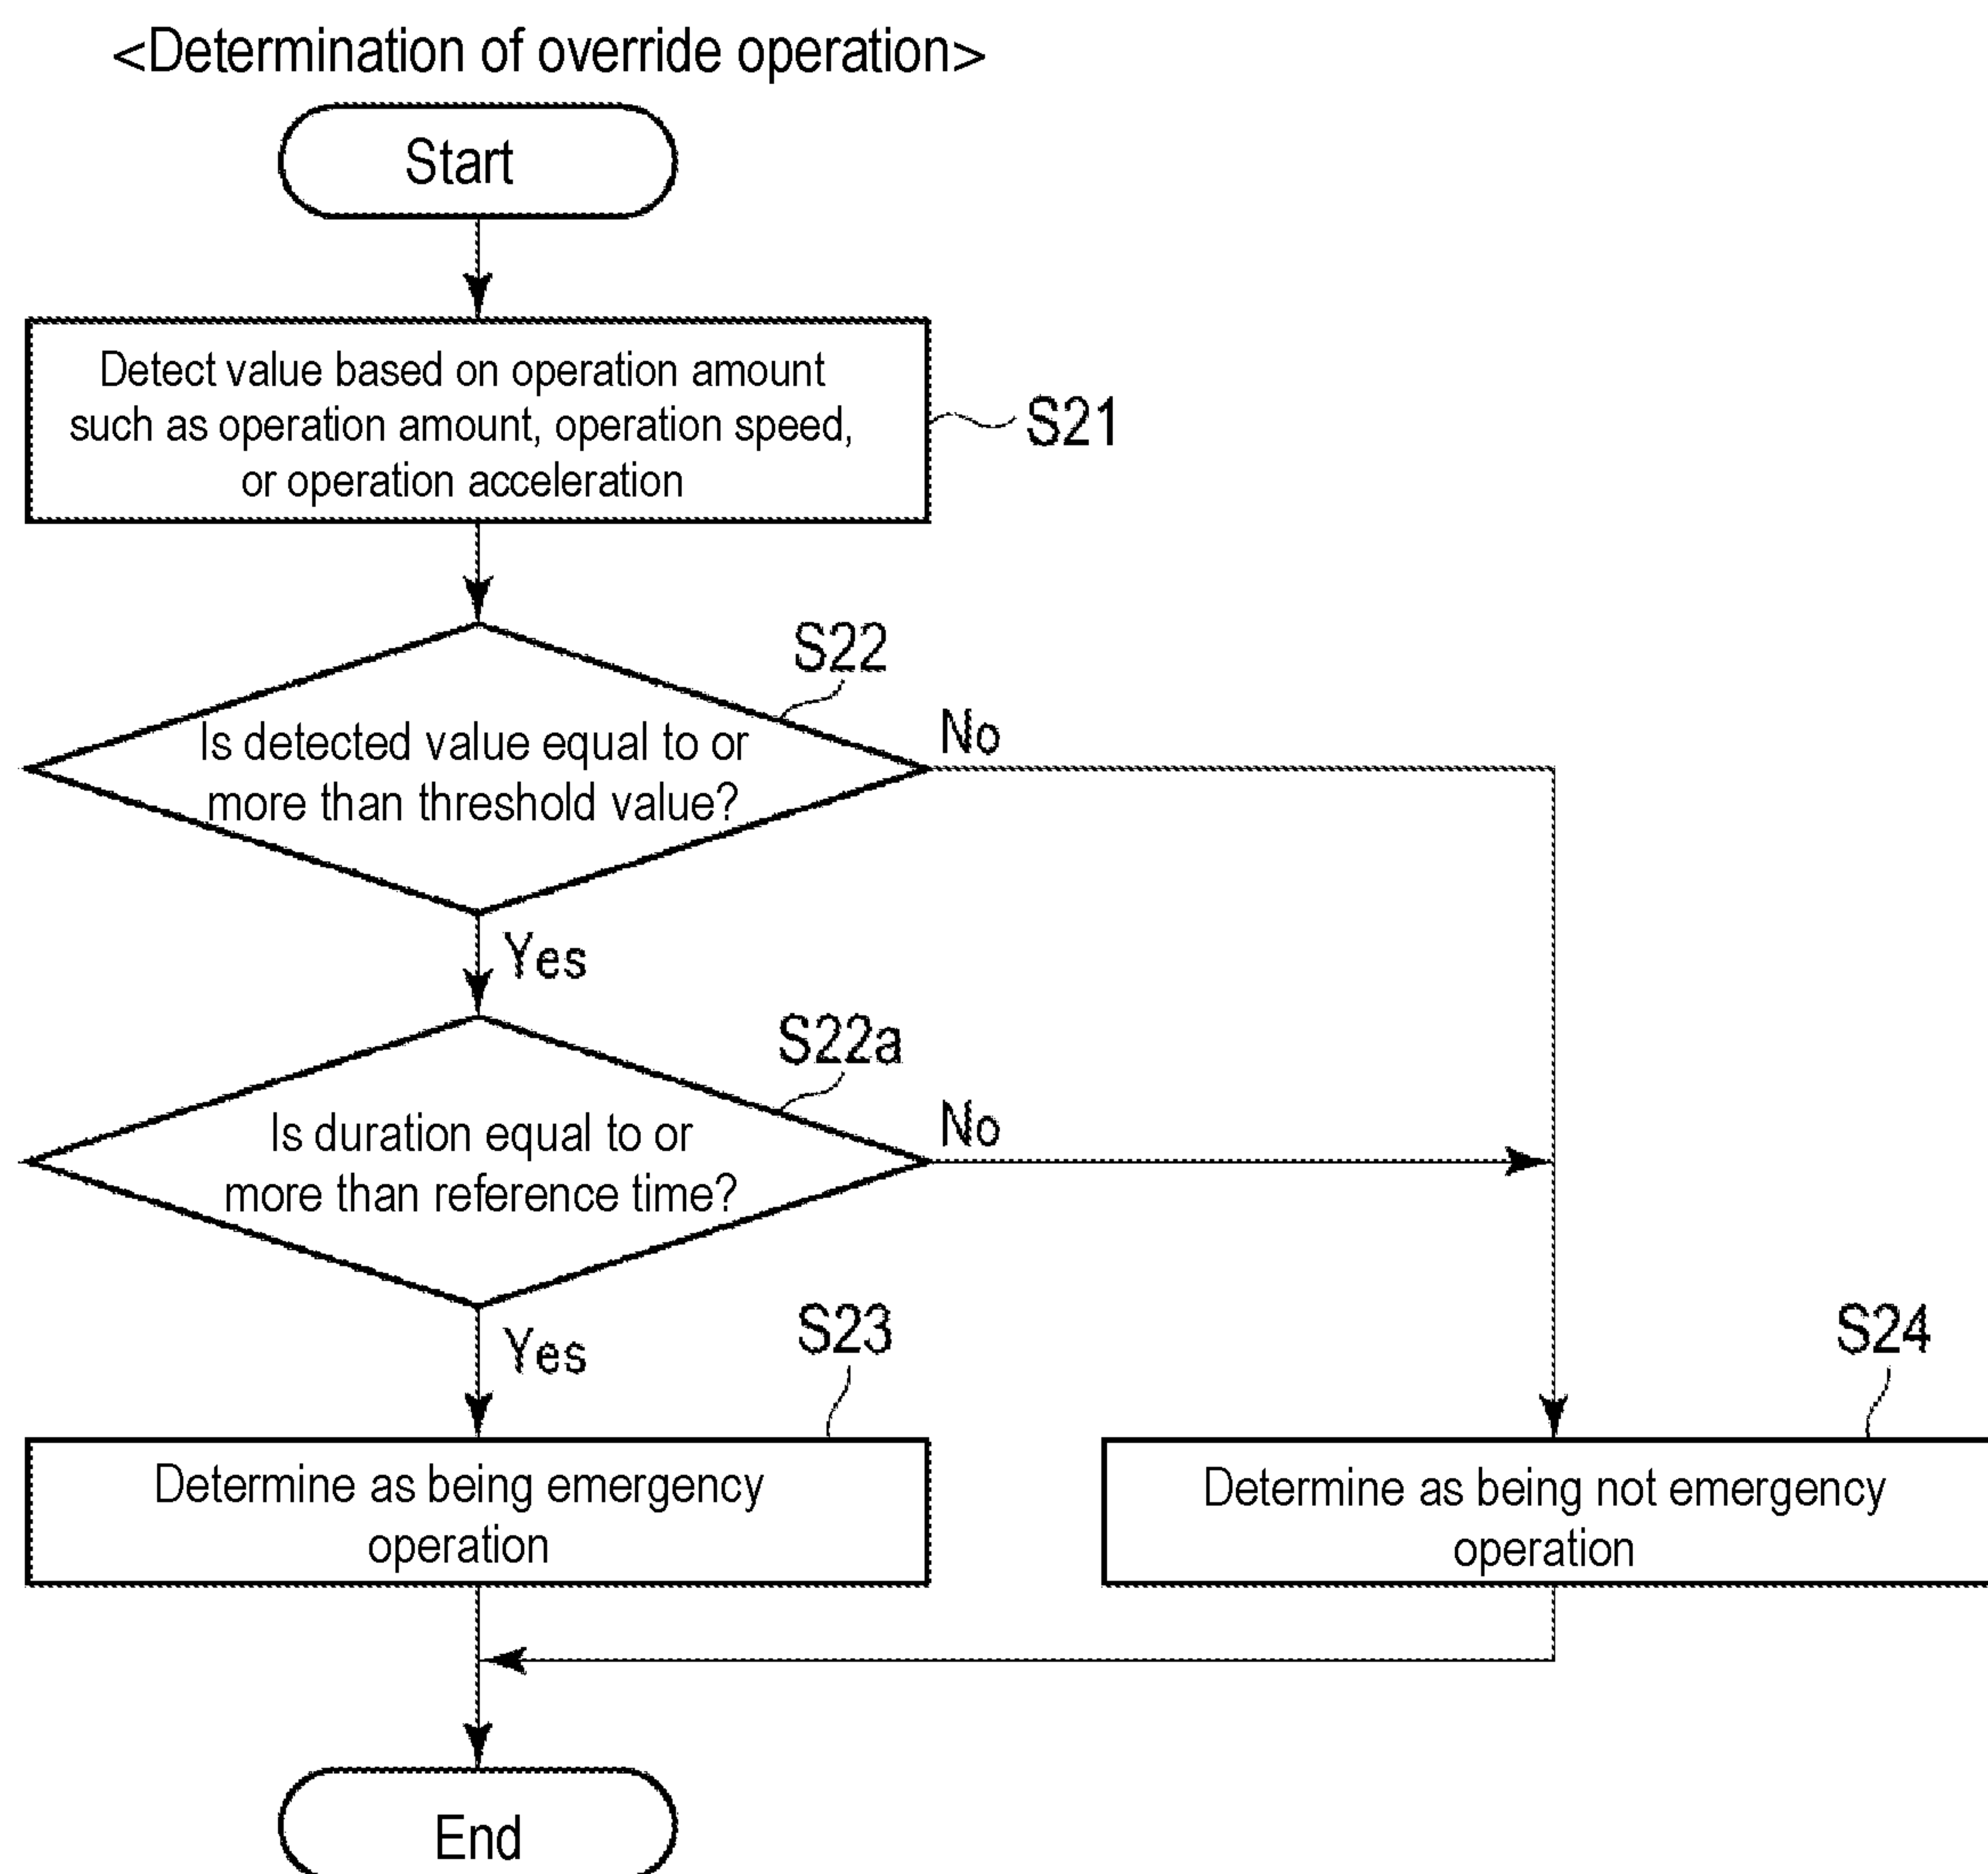 <Determination of override operation>
Start
Detect value based on operation amount
such as operation amount, operation speed,
or operation acceleration
S21
S22
Is detected value equal to or
more than threshold value?
No
Yes
S22a
Is duration equal to or
more than reference time?
No
Yes
S23
Determine as being emergency
operation
S24
Determine as being not emergency
operation
End